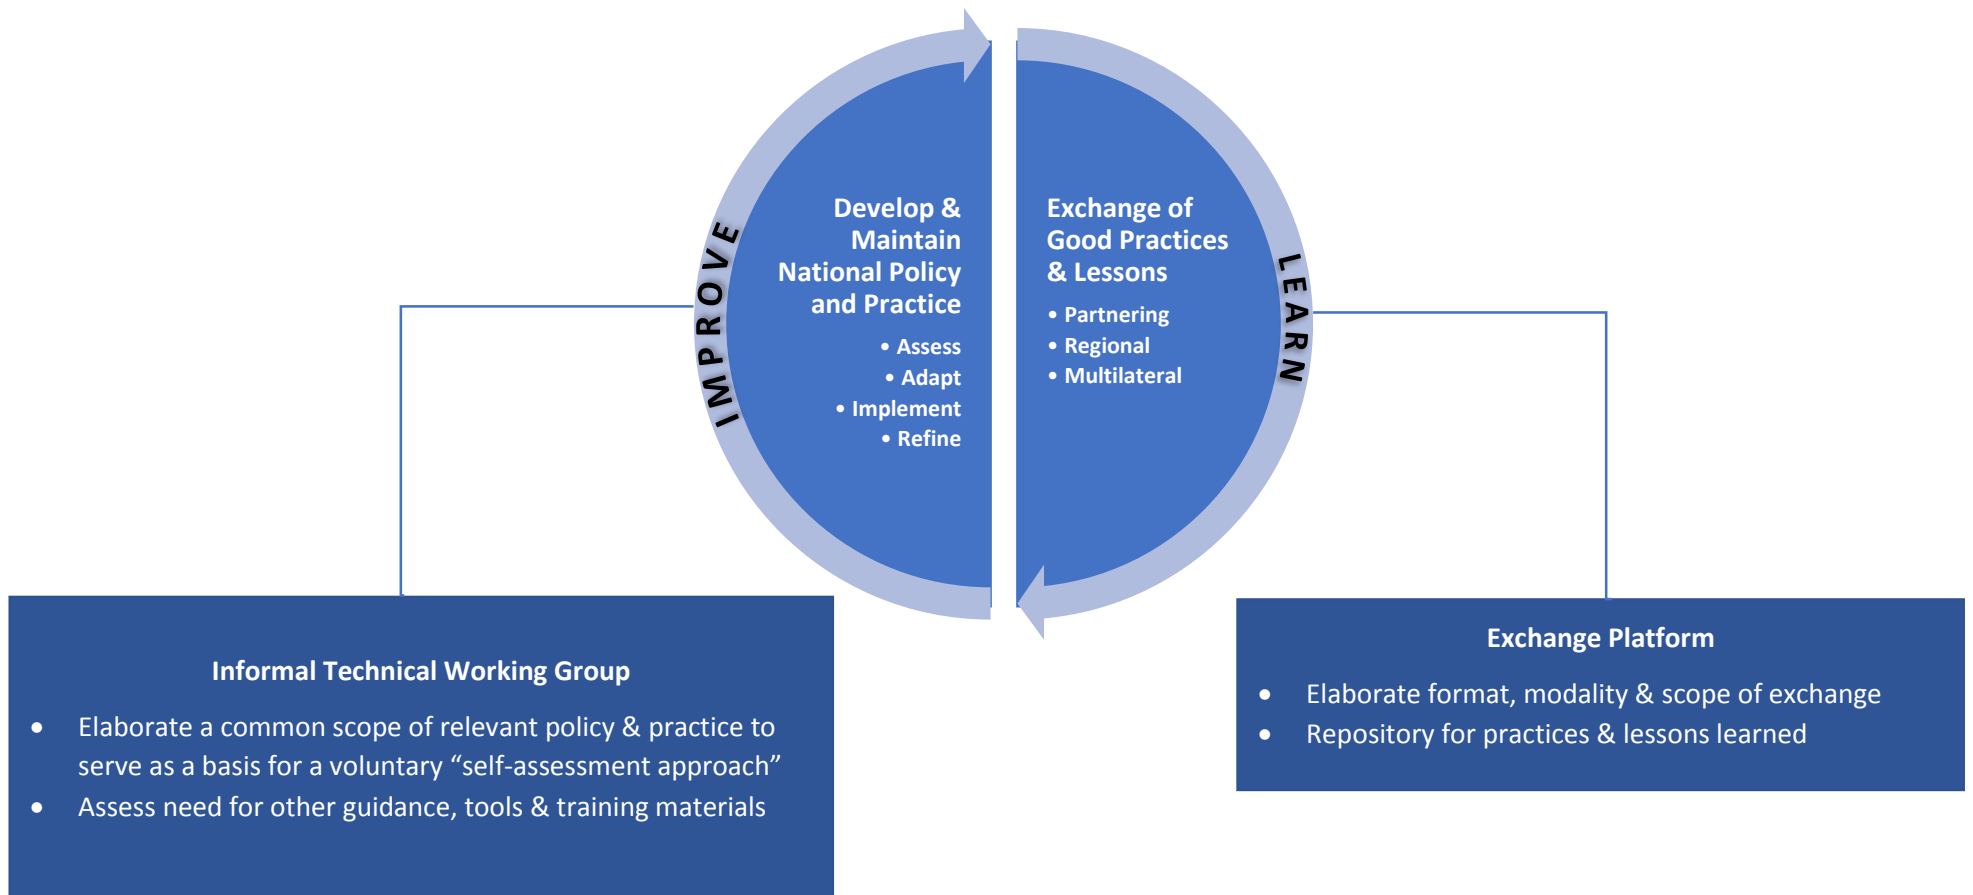 IMPROVE
Develop &
Maintain
National Policy
and Practice
• Assess
• Adapt
• Implement
• Refine
Exchange of
Good Practices
& Lessons
• Partnering
• Regional
• Multilateral
LEARN
Informal Technical Working Group
• Elaborate a common scope of relevant policy & practice to
serve as a basis for a voluntary “self-assessment approach”
• Assess need for other guidance, tools & training materials
Exchange Platform
• Elaborate format, modality & scope of exchange
• Repository for practices & lessons learned